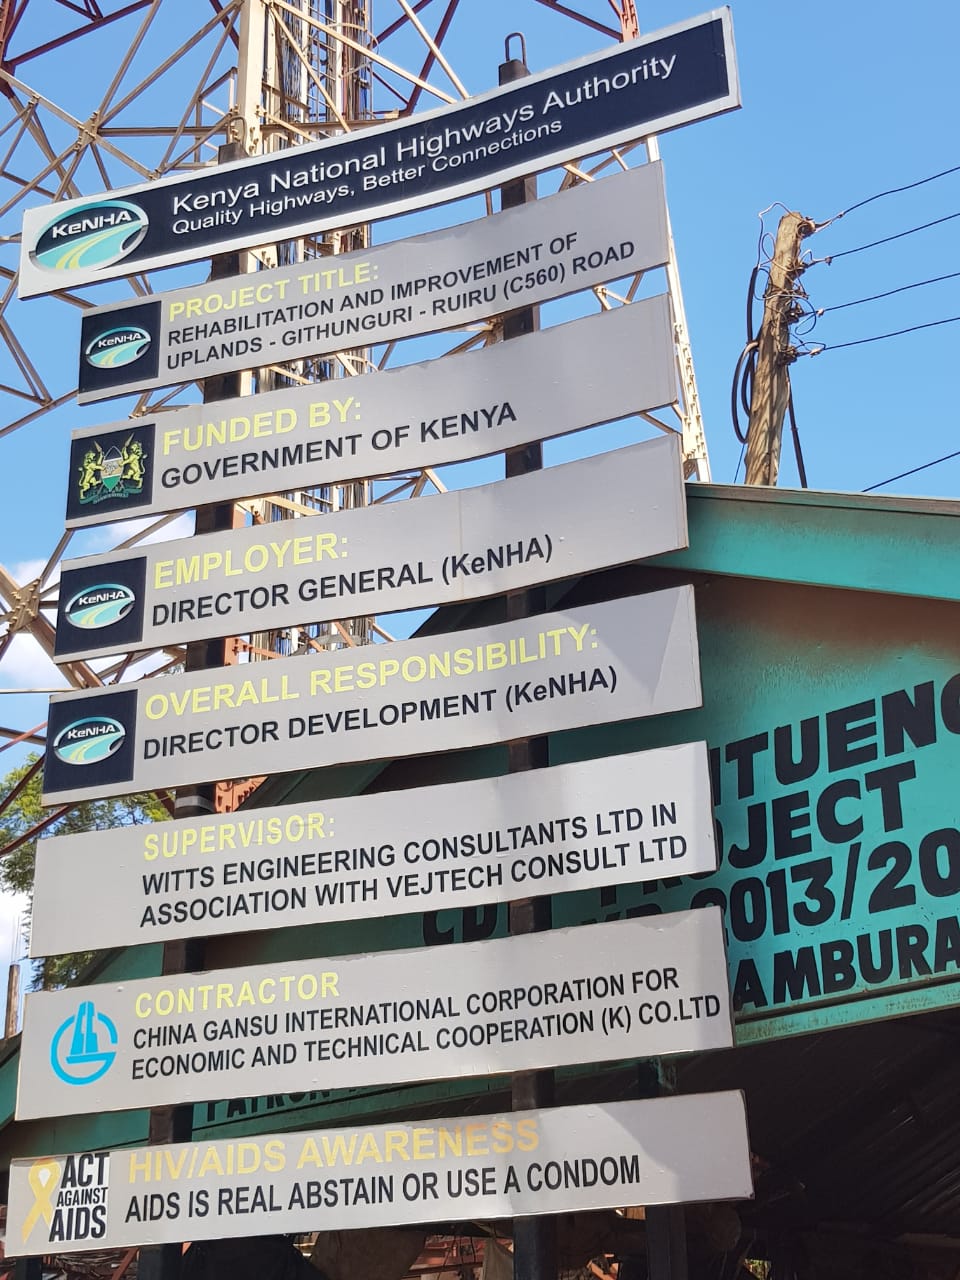 KeNHA
Kenya National Highways Authority
Quality Highways, Better Connections
KeNHA
PROJECT TITLE:
REHABILITATION AND IMPROVEMENT OF
UPLANDS - GITHUNGURI - RUIRU (C560) ROAD
FUNDED BY:
GOVERNMENT OF KENYA
KeNHA
EMPLOYER:
DIRECTOR GENERAL (KeNHA)
KeNHA
OVERALL RESPONSIBILITY:
DIRECTOR DEVELOPMENT (KeNHA)
SUPERVISOR:
WITTS ENGINEERING CONSULTANTS LTD IN
ASSOCIATION WITH VEJTECH CONSULT LTD
CONTRACTOR
CHINA GANSU INTERNATIONAL CORPORATION FOR
ECONOMIC AND TECHNICAL COOPERATION (K) CO.LTD
ACT
AGAINST
AIDS
HIV/AIDS AWARENESS
AIDS IS REAL ABSTAIN OR USE A CONDOM
ITUENG
OJECT
2013/20
AMBURA
PATRON